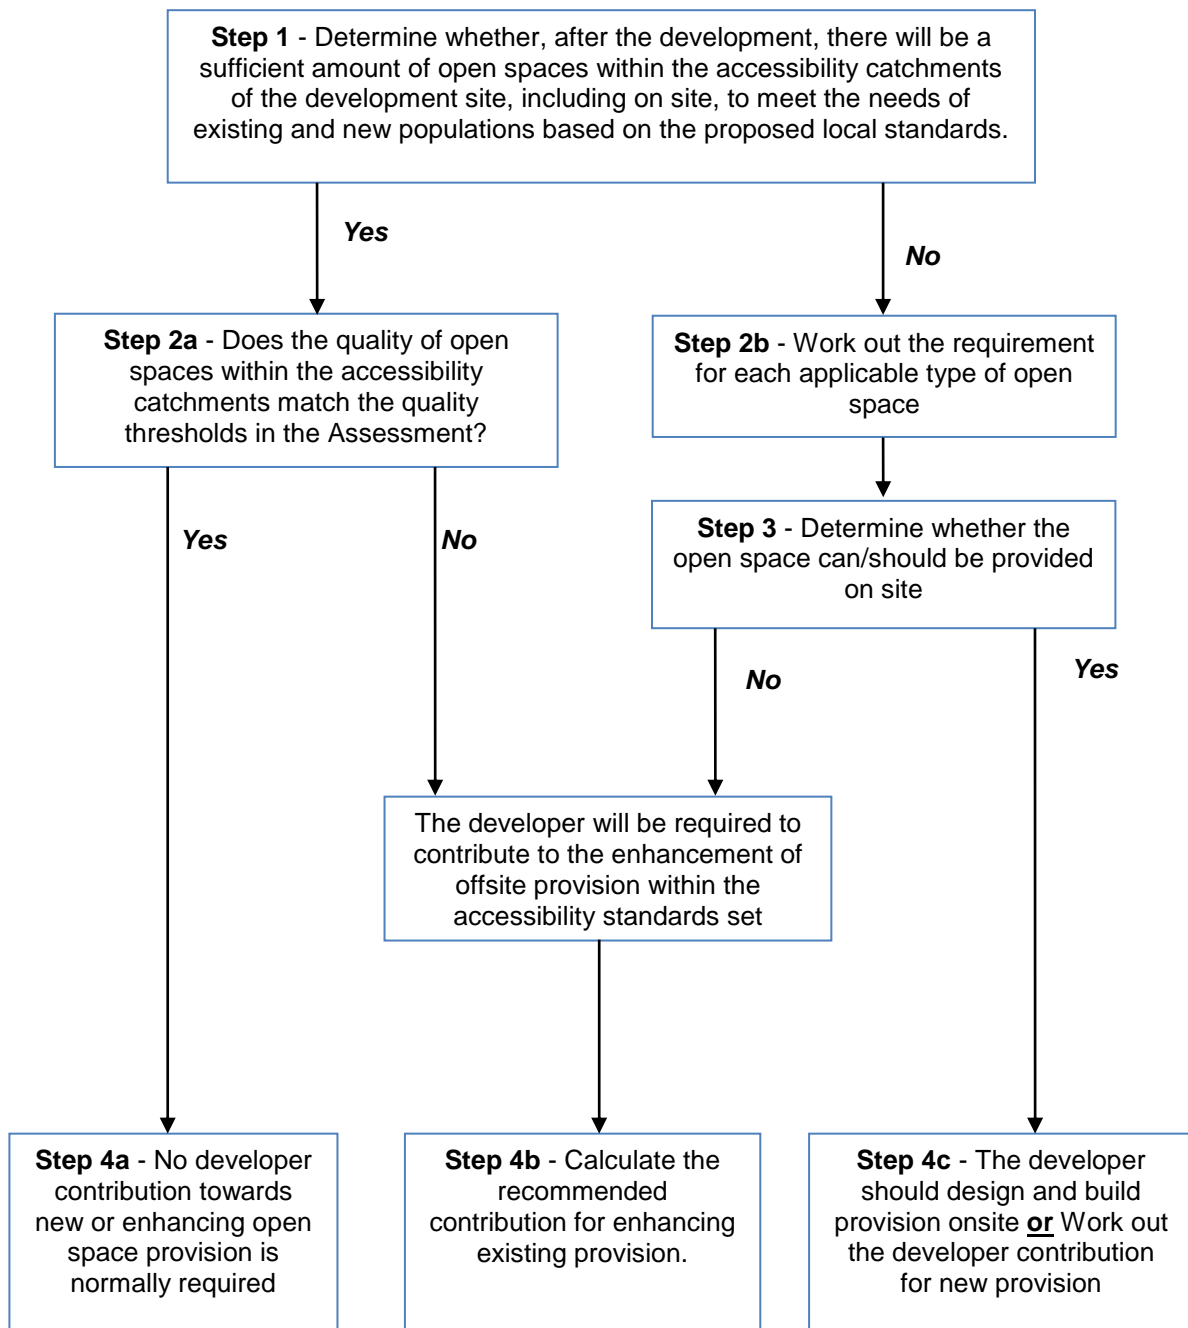 Step 1 - Determine whether, after the development, there will be a
sufficient amount of open spaces within the accessibility catchments
of the development site, including on site, to meet the needs of
existing and new populations based on the proposed local standards.
Yes
No
Step 2a - Does the quality of open
spaces within the accessibility
catchments match the quality
thresholds in the Assessment?
Step 2b - Work out the requirement
for each applicable type of open
space
Step 3 - Determine whether the
open space can/should be provided
on site
Yes
No
No
Yes
The developer will be required to
contribute to the enhancement of
offsite provision within the
accessibility standards set
Step 4a - No developer
contribution towards
new or enhancing open
space provision is
normally required
Step 4b - Calculate the
recommended
contribution for enhancing
existing provision.
Step 4c - The developer
should design and build
provision onsite or Work out
the developer contribution
for new provision